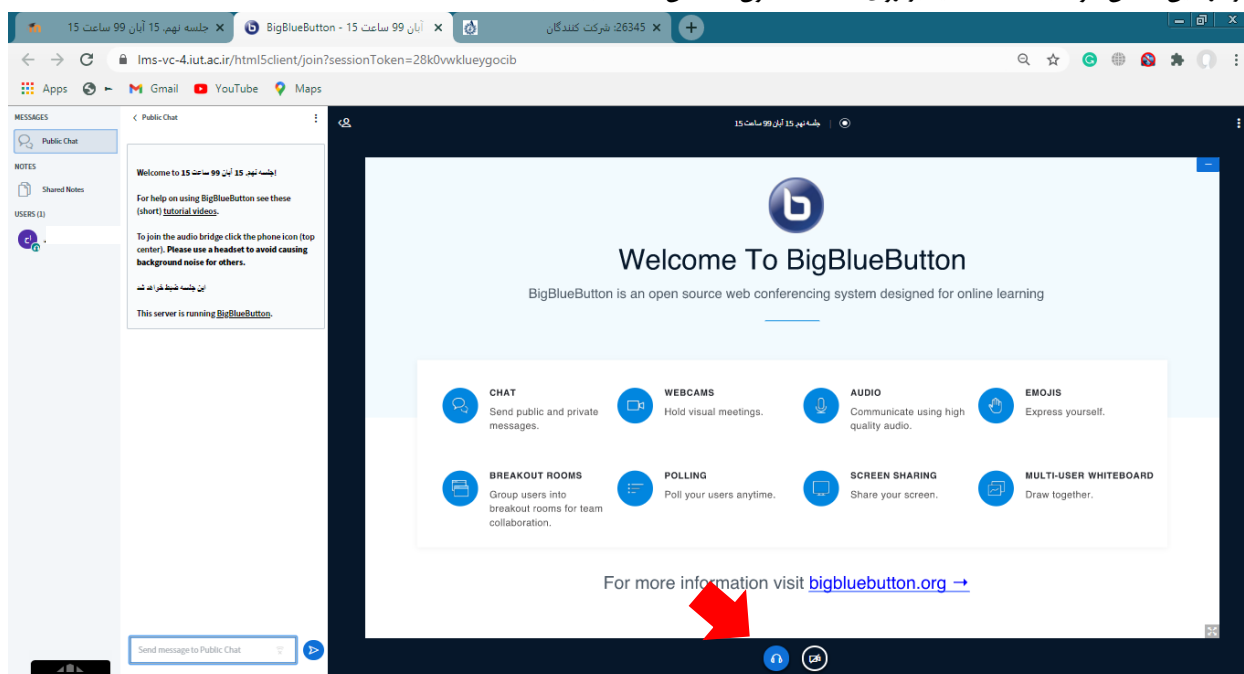 جلسه نهم، 15 آبان 99 ساعت 15
BigBlueButton - آبان 99 ساعت 15
26345: شرکت کنندگان
lms-vc-4.iut.ac.ir/html5client/join?sessionToken=28k0vwklueygocib
Apps
Gmail
YouTube
Maps
MESSAGES
Public Chat
NOTES
Shared Notes
USERS (1)
اح
Public Chat
Welcome to جلسه نهم، 15 آبان 99 ساعت 15!
For help on using BigBlueButton see these
(short) tutorial videos.
To join the audio bridge click the phone icon (top
center). Please use a headset to avoid causing
background noise for others.
این جلسه ضبط خواهد شد
This server is running BigBlueButton.
Send message to Public Chat
جلسه نهم، 15 آبان 99 ساعت 15
Welcome To BigBlueButton
BigBlueButton is an open source web conferencing system designed for online learning
CHAT
Send public and private
messages.
WEBCAMS
Hold visual meetings.
AUDIO
Communicate using high
quality audio.
EMOJIS
Express yourself.
BREAKOUT ROOMS
Group users into
breakout rooms for team
collaboration.
POLLING
Poll your users anytime.
SCREEN SHARING
Share your screen.
MULTI-USER WHITEBOARD
Draw together.
For more information visit bigbluebutton.org →